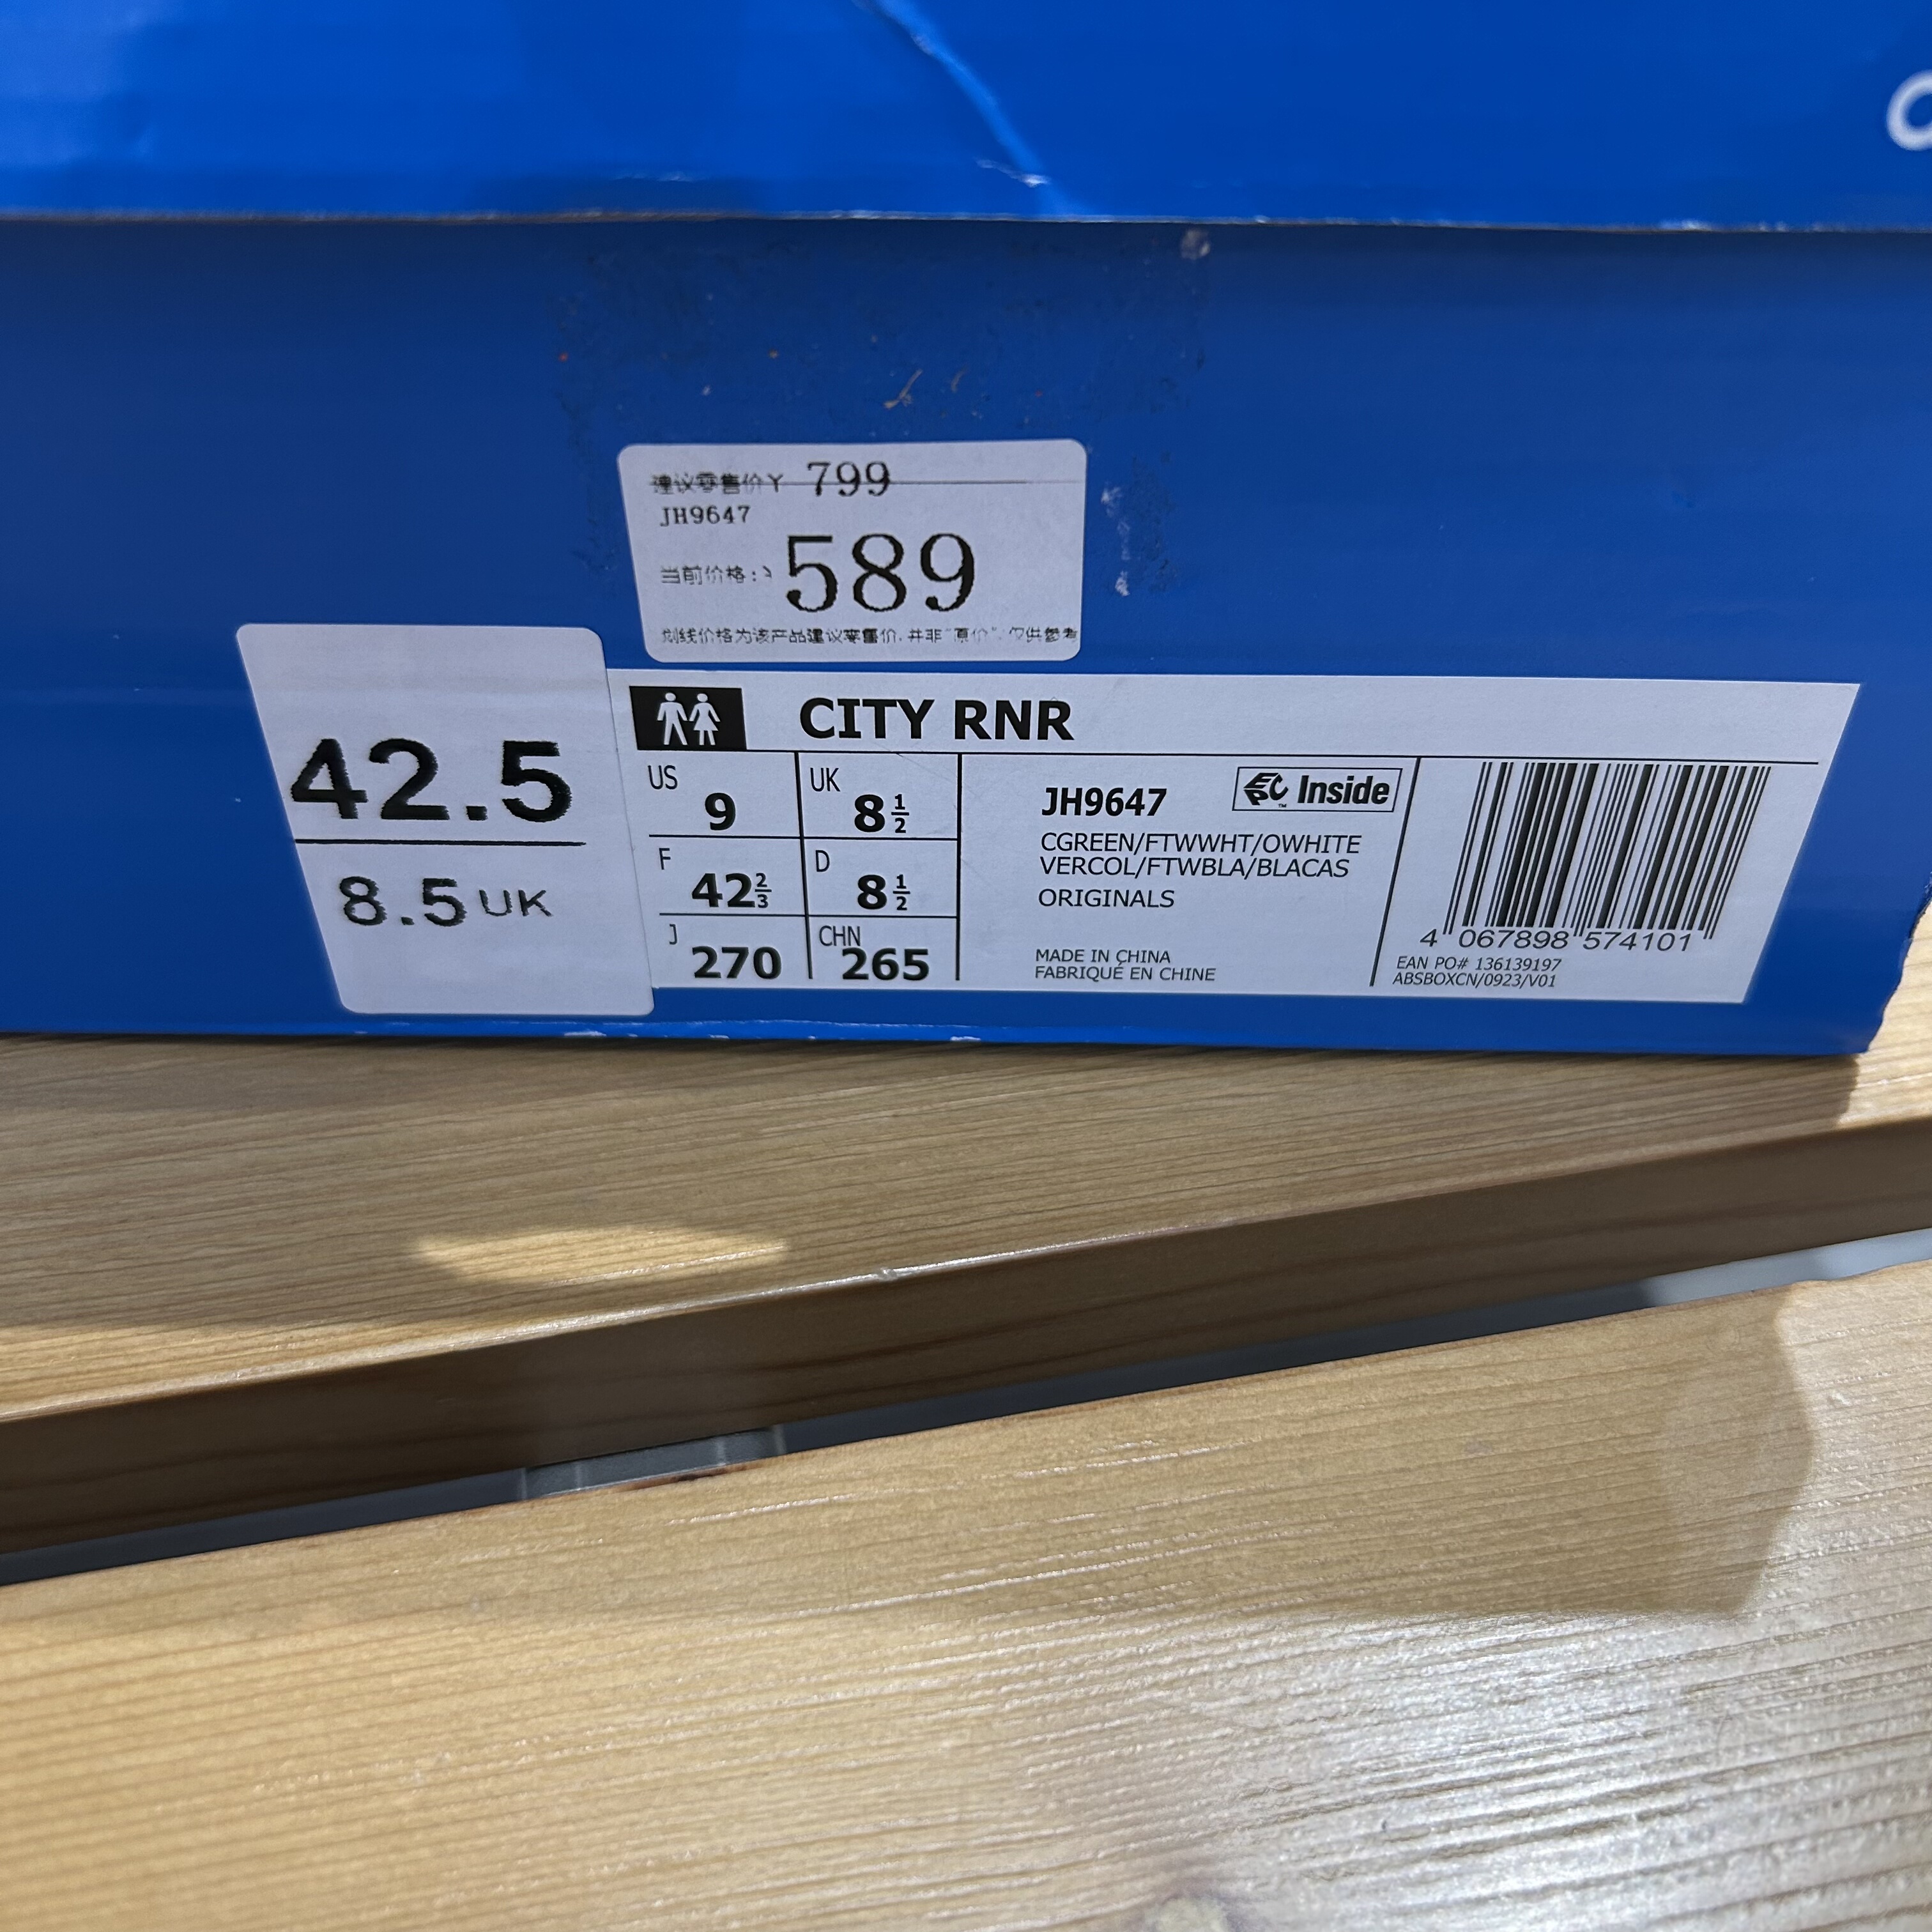 建议零售价Y 799
JH9647
当前价格: 589
划线价格为该产品建议零售价,并非"原价",仅供参考
42.5
8.5 UK
CITY RNR
US 9
UK 8 1/2
F 42 2/3
D 8 1/2
J 270
CHN 265
JH9647
EPC Inside
™
CGREEN/FTWWHT/OWHITE
VERCOL/FTWBLA/BLACAS
ORIGINALS
MADE IN CHINA
FABRIQUÉ EN CHINE
4 067898 574101
EAN PO# 136139197
ABSBOXCN/0923/V01